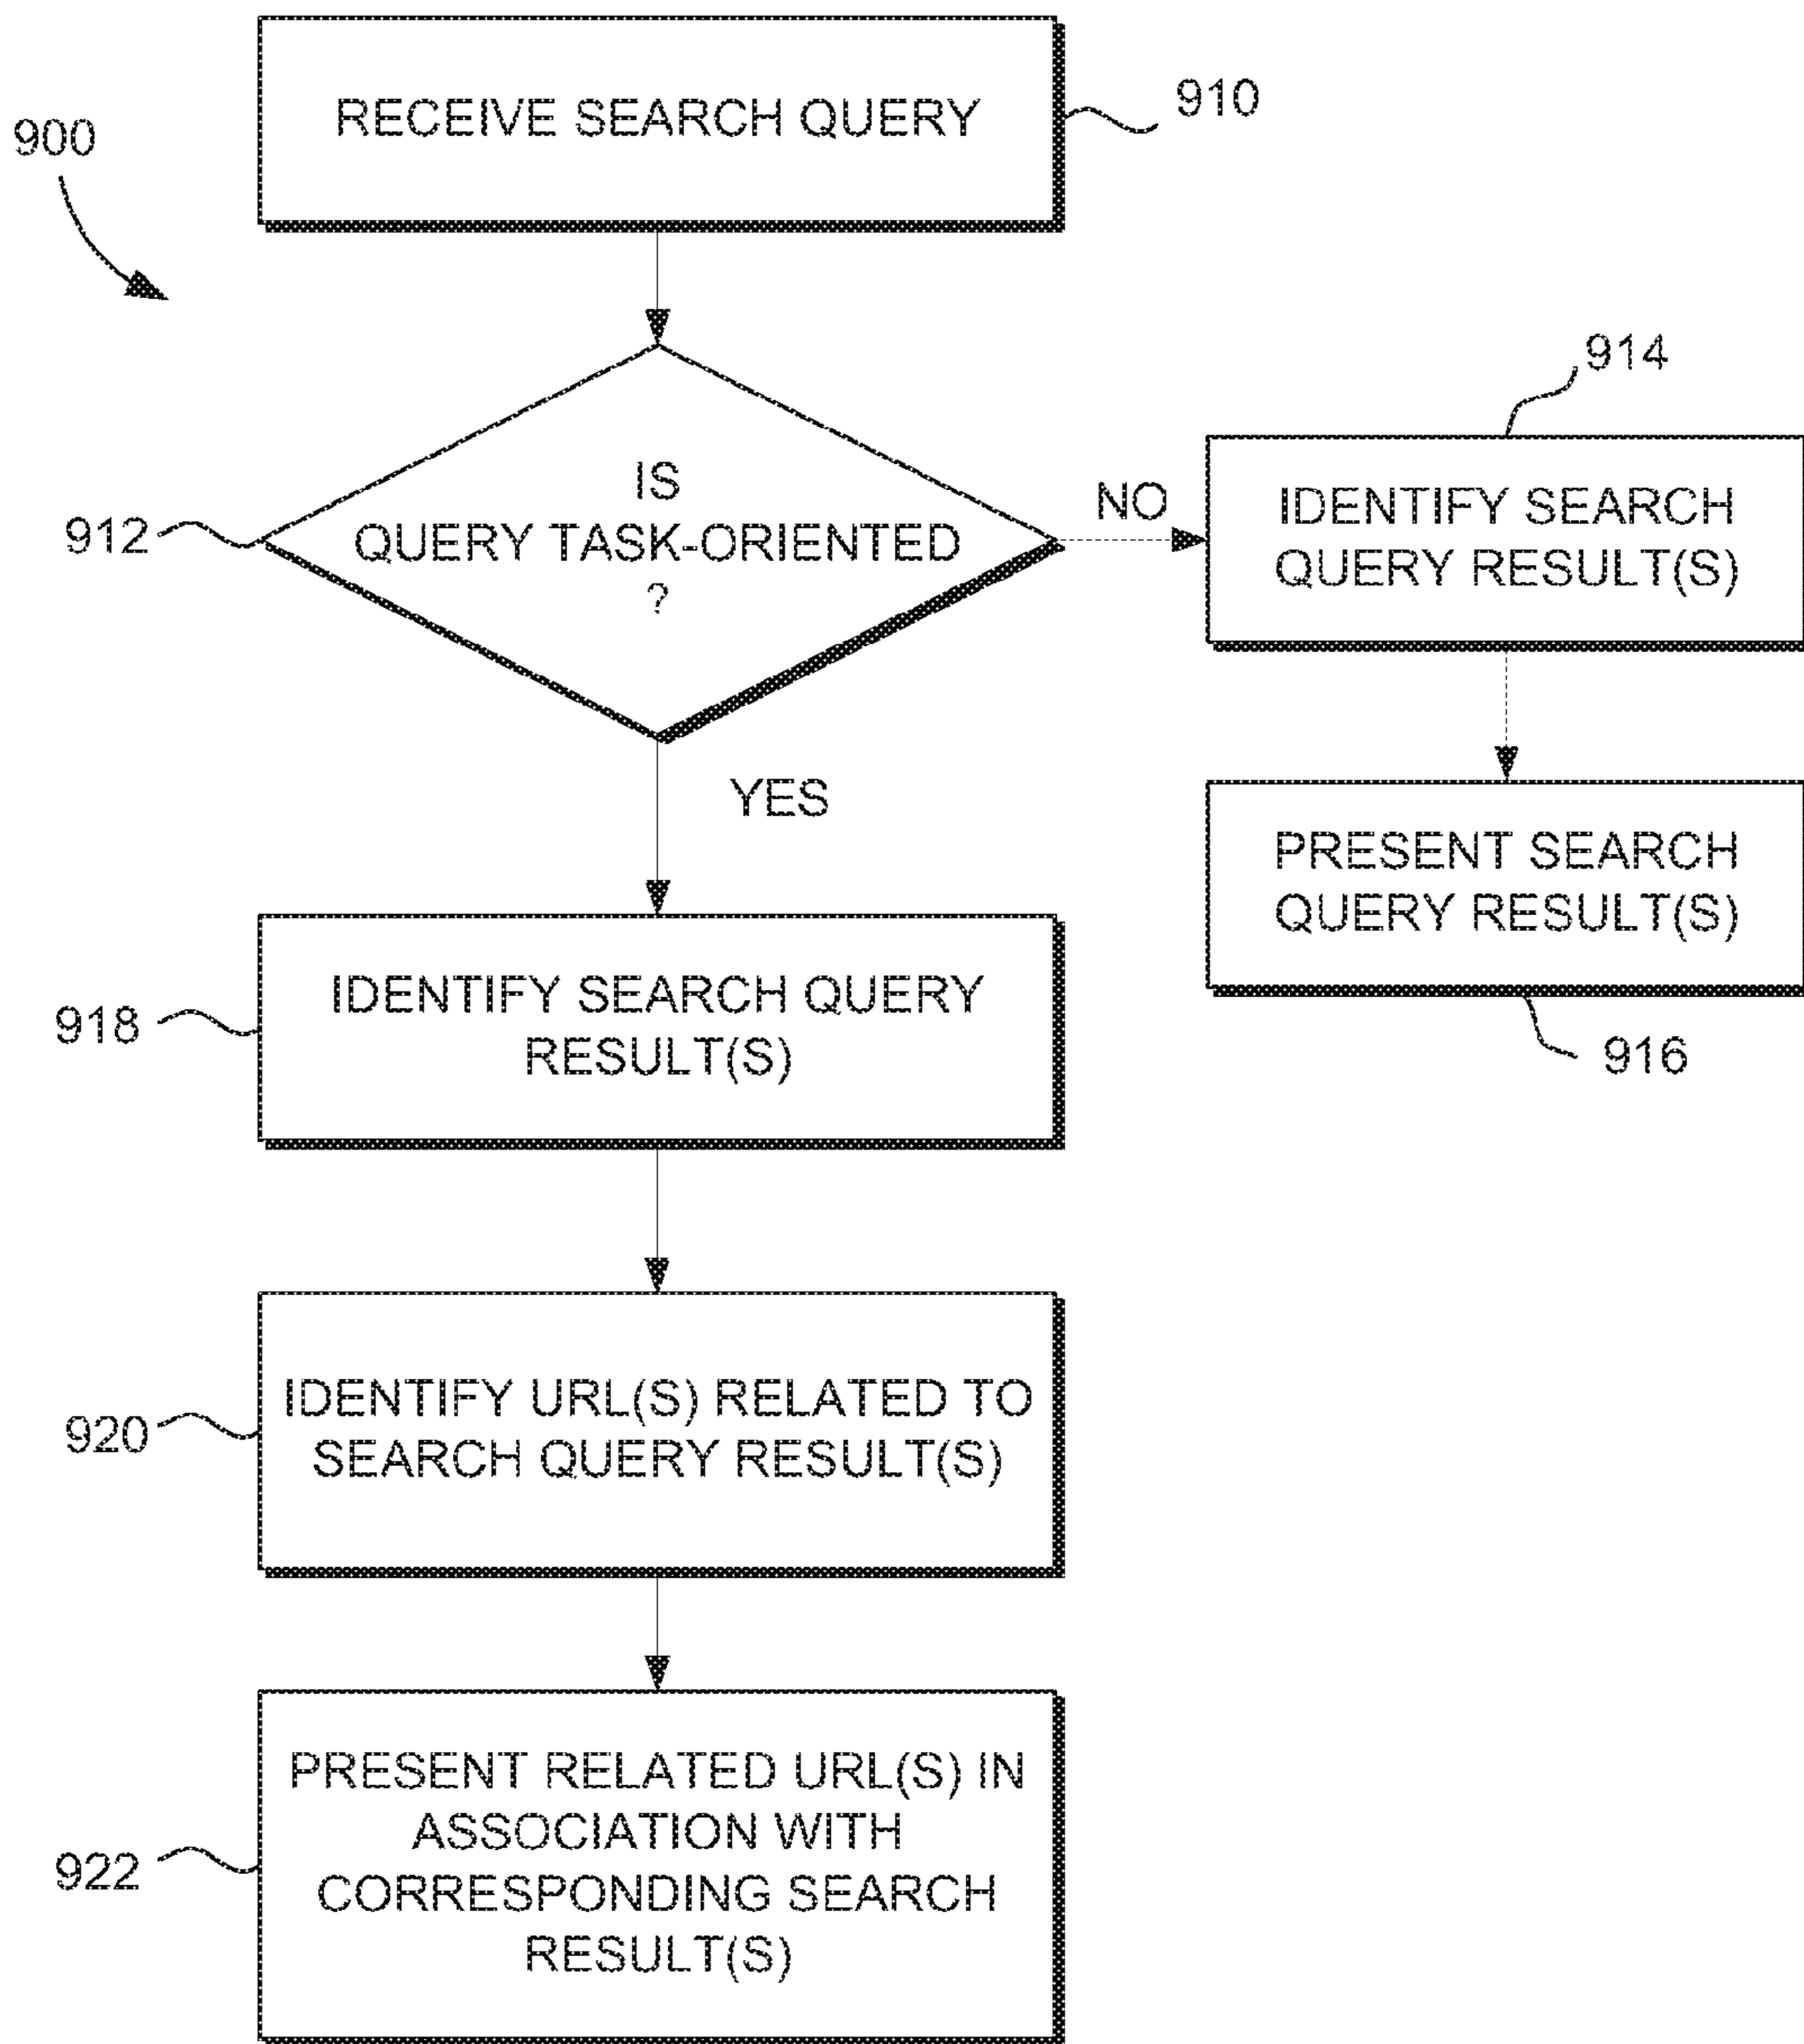 900
RECEIVE SEARCH QUERY
910
912
IS
QUERY TASK-ORIENTED
?
NO
914
IDENTIFY SEARCH
QUERY RESULT(S)
PRESENT SEARCH
QUERY RESULT(S)
916
YES
918
IDENTIFY SEARCH QUERY
RESULT(S)
920
IDENTIFY URL(S) RELATED TO
SEARCH QUERY RESULT(S)
922
PRESENT RELATED URL(S) IN
ASSOCIATION WITH
CORRESPONDING SEARCH
RESULT(S)